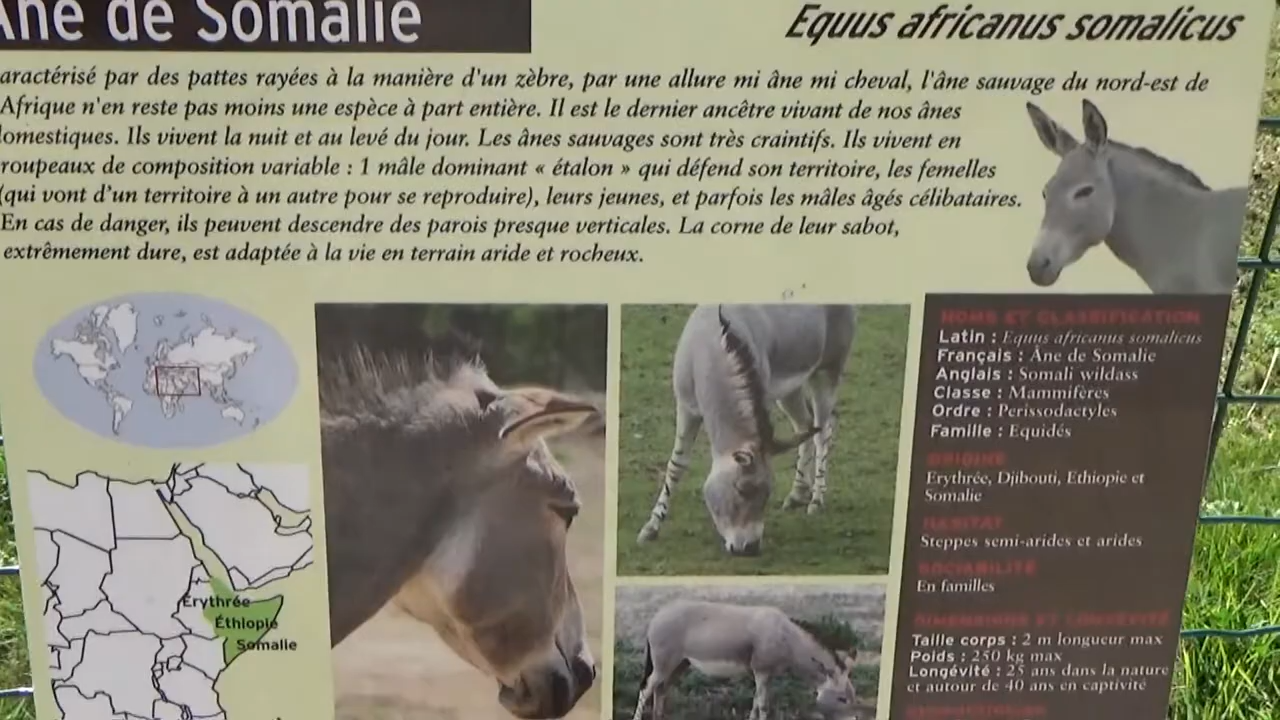 Âne de Somalie
Equus africanus somalicus
aractérisé par des pattes rayées à la manière d'un zèbre, par une allure mi âne mi cheval, l'âne sauvage du nord-est de
Afrique n'en reste pas moins une espèce à part entière. Il est le dernier ancêtre vivant de nos ânes
domestiques. Ils vivent la nuit et au levé du jour. Les ânes sauvages sont très craintifs. Ils vivent en
roupeaux de composition variable : 1 mâle dominant « étalon » qui défend son territoire, les femelles
(qui vont d'un territoire à un autre pour se reproduire), leurs jeunes, et parfois les mâles âgés célibataires.
En cas de danger, ils peuvent descendre des parois presque verticales. La corne de leur sabot,
extrêmement dure, est adaptée à la vie en terrain aride et rocheux.
Erythrée
Éthiopie
Somalie
NOMS ET CLASSIFICATION
Latin : Equus africanus somalicus
Français : Âne de Somalie
Anglais : Somali wildass
Classe : Mammifères
Ordre : Perissodactyles
Famille : Equidés
ORIGINE
Erythrée, Djibouti, Ethiopie et
Somalie
HABITAT
Steppes semi-arides et arides
SOCIABILITÉ
En familles
DIMENSIONS ET LONGÉVITÉ
Taille corps : 2 m longueur max
Poids : 250 kg max
Longévité : 25 ans dans la nature
et autour de 40 ans en captivité